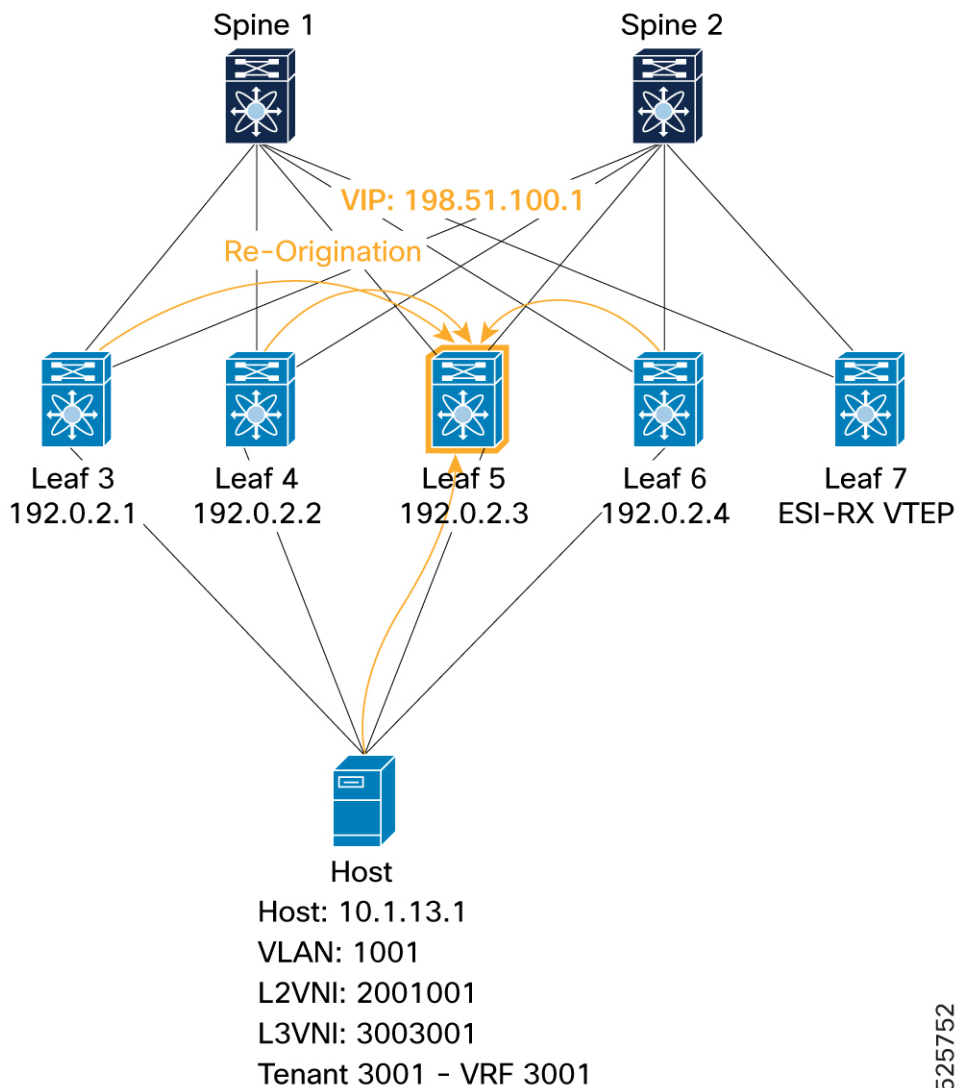 Spine 1
Spine 2
VIP: 198.51.100.1
Re-Origination
Leaf 3
192.0.2.1
Leaf 4
192.0.2.2
Leaf 5
192.0.2.3
Leaf 6
192.0.2.4
Leaf 7
ESI-RX VTEP
Host
Host: 10.1.13.1
VLAN: 1001
L2VNI: 2001001
L3VNI: 3003001
Tenant 3001 - VRF 3001
525752